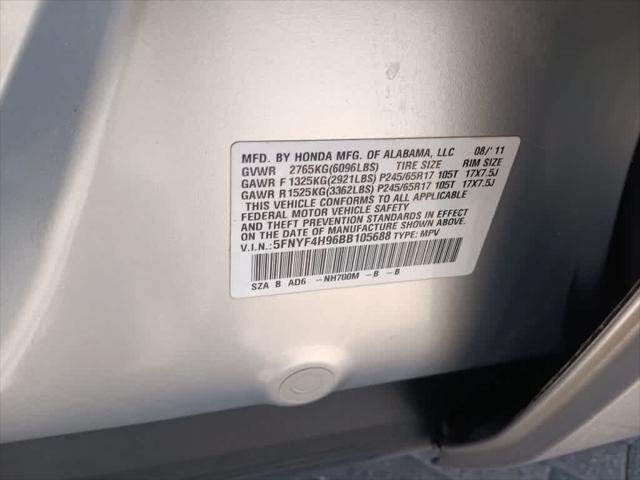 MFD. BY HONDA MFG. OF ALABAMA, LLC 08/'11
GVWR 2765KG(6096LBS) TIRE SIZE RIM SIZE
GAWR F 1325KG(2921LBS) P245/65R17 105T 17X7.5J
GAWR R 1525KG(3362LBS) P245/65R17 105T 17X7.5J
THIS VEHICLE CONFORMS TO ALL APPLICABLE
FEDERAL MOTOR VEHICLE SAFETY
AND THEFT PREVENTION STANDARDS IN EFFECT
ON THE DATE OF MANUFACTURE SHOWN ABOVE.
V.I.N.: 5FNYF4H96BB105688 TYPE: MPV
SZA B AD6 -NH700M -B -B